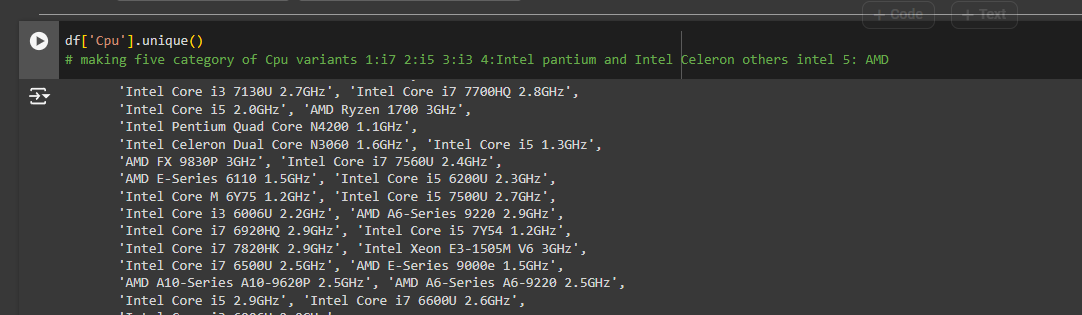 + Code
+ Text
df['Cpu'].unique()
# making five category of Cpu variants 1:i7 2:i5 3:i3 4:Intel pantium and Intel Celeron others intel 5: AMD
'Intel Core i3 7130U 2.7GHz', 'Intel Core i7 7700HQ 2.8GHz',
'Intel Core i5 2.0GHz', 'AMD Ryzen 1700 3GHz',
'Intel Pentium Quad Core N4200 1.1GHz',
'Intel Celeron Dual Core N3060 1.6GHz', 'Intel Core i5 1.3GHz',
'AMD FX 9830P 3GHz', 'Intel Core i7 7560U 2.4GHz',
'AMD E-Series 6110 1.5GHz', 'Intel Core i5 6200U 2.3GHz',
'Intel Core M 6Y75 1.2GHz', 'Intel Core i5 7500U 2.7GHz',
'Intel Core i3 6006U 2.2GHz', 'AMD A6-Series 9220 2.9GHz',
'Intel Core i7 6920HQ 2.9GHz', 'Intel Core i5 7Y54 1.2GHz',
'Intel Core i7 7820HK 2.9GHz', 'Intel Xeon E3-1505M V6 3GHz',
'Intel Core i7 6500U 2.5GHz', 'AMD E-Series 9000e 1.5GHz',
'AMD A10-Series A10-9620P 2.5GHz', 'AMD A6-Series A6-9220 2.5GHz',
'Intel Core i5 2.9GHz', 'Intel Core i7 6600U 2.6GHz',